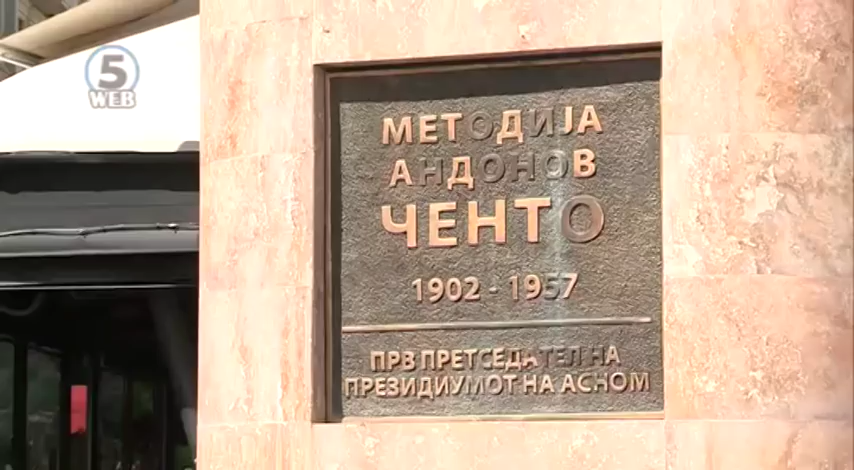 5
WEB
МЕТОДИЈА
АНДОНОВ
ЧЕНТО
1902 - 1957
ПРВ ПРЕТСЕДАТЕЛ НА
ПРЕЗИДИУМОТ НА АСНОМ